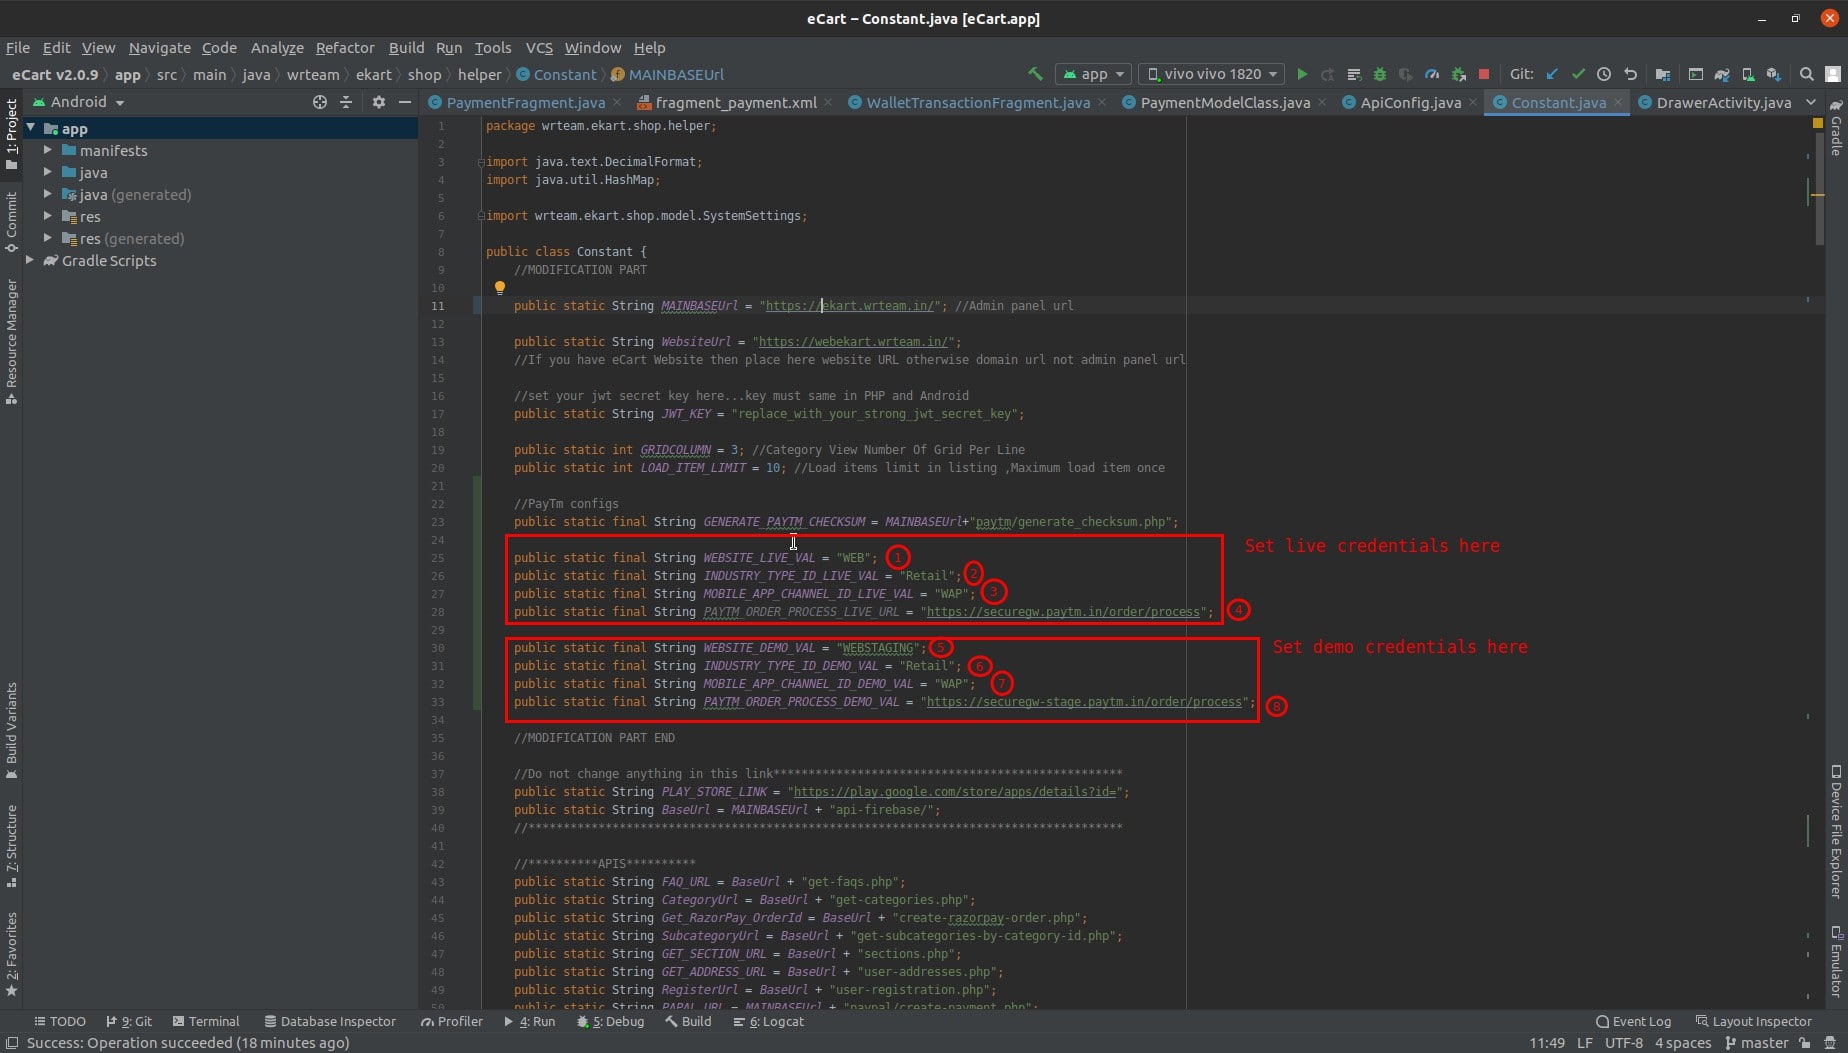 eCart – Constant.java [eCart.app]
File Edit View Navigate Code Analyze Refactor Build Run Tools VCS Window Help
eCart v2.0.9 app src main java wrteam ekart shop helper Constant MAINBASEUrl app vivo vivo 1820 Git:
Android
PaymentFragment.java fragment_payment.xml WalletTransactionFragment.java PaymentModelClass.java ApiConfig.java Constant.java DrawerActivity.java
app
manifests
java
java (generated)
res
res (generated)
Gradle Scripts
1: Project
Commit
Resource Manager
Build Variants
7: Structure
2: Favorites
1 package wrteam.ekart.shop.helper;
2
3 import java.text.DecimalFormat;
4 import java.util.HashMap;
5
6 import wrteam.ekart.shop.model.SystemSettings;
7
8 public class Constant {
9 //MODIFICATION PART
10
11 public static String MAINBASEUrl = "https://ekart.wrteam.in/"; //Admin panel url
12
13 public static String WebsiteUrl = "https://webekart.wrteam.in/";
14 //If you have eCart Website then place here website URL otherwise domain url not admin panel url
15
16 //set your jwt secret key here...key must same in PHP and Android
17 public static String JWT_KEY = "replace_with_your_strong_jwt_secret_key";
18
19 public static int GRIDCOLUMN = 3; //Category View Number Of Grid Per Line
20 public static int LOAD_ITEM_LIMIT = 10; //Load items limit in listing ,Maximum load item once
21
22 //PayTm configs
23 public static final String GENERATE_PAYTM_CHECKSUM = MAINBASEUrl+"paytm/generate_checksum.php";
24
Set live credentials here
25 public static final String WEBSITE_LIVE_VAL = "WEB"; 1
26 public static final String INDUSTRY_TYPE_ID_LIVE_VAL = "Retail"; 2
27 public static final String MOBILE_APP_CHANNEL_ID_LIVE_VAL = "WAP"; 3
28 public static final String PAYTM_ORDER_PROCESS_LIVE_URL = "https://securegw.paytm.in/order/process"; 4
29
30 public static final String WEBSITE_DEMO_VAL = "WEBSTAGING"; 5 Set demo credentials here
31 public static final String INDUSTRY_TYPE_ID_DEMO_VAL = "Retail"; 6
32 public static final String MOBILE_APP_CHANNEL_ID_DEMO_VAL = "WAP"; 7
33 public static final String PAYTM_ORDER_PROCESS_DEMO_VAL = "https://securegw-stage.paytm.in/order/process"; 8
34
35 //MODIFICATION PART END
36
37 //Do not change anything in this link**************************************************
38 public static String PLAY_STORE_LINK = "https://play.google.com/store/apps/details?id=";
39 public static String BaseUrl = MAINBASEUrl + "api-firebase/";
40 //*************************************************************************************
41
42 //**********APIS**********
43 public static String FAQ_URL = BaseUrl + "get-faqs.php";
44 public static String CategoryUrl = BaseUrl + "get-categories.php";
45 public static String Get_RazorPay_OrderId = BaseUrl + "create-razorpay-order.php";
46 public static String SubcategoryUrl = BaseUrl + "get-subcategories-by-category-id.php";
47 public static String GET_SECTION_URL = BaseUrl + "sections.php";
48 public static String GET_ADDRESS_URL = BaseUrl + "user-addresses.php";
49 public static String RegisterUrl = BaseUrl + "user-registration.php";
50 public static String PAPAL_URL = MAINBASEUrl + "paypal/create-payment.php";
Gradle
Device File Explorer
Emulator
TODO 9: Git Terminal Database Inspector Profiler 4: Run 5: Debug Build 6: Logcat Event Log Layout Inspector
Success: Operation succeeded (18 minutes ago) 11:49 LF UTF-8 4 spaces master